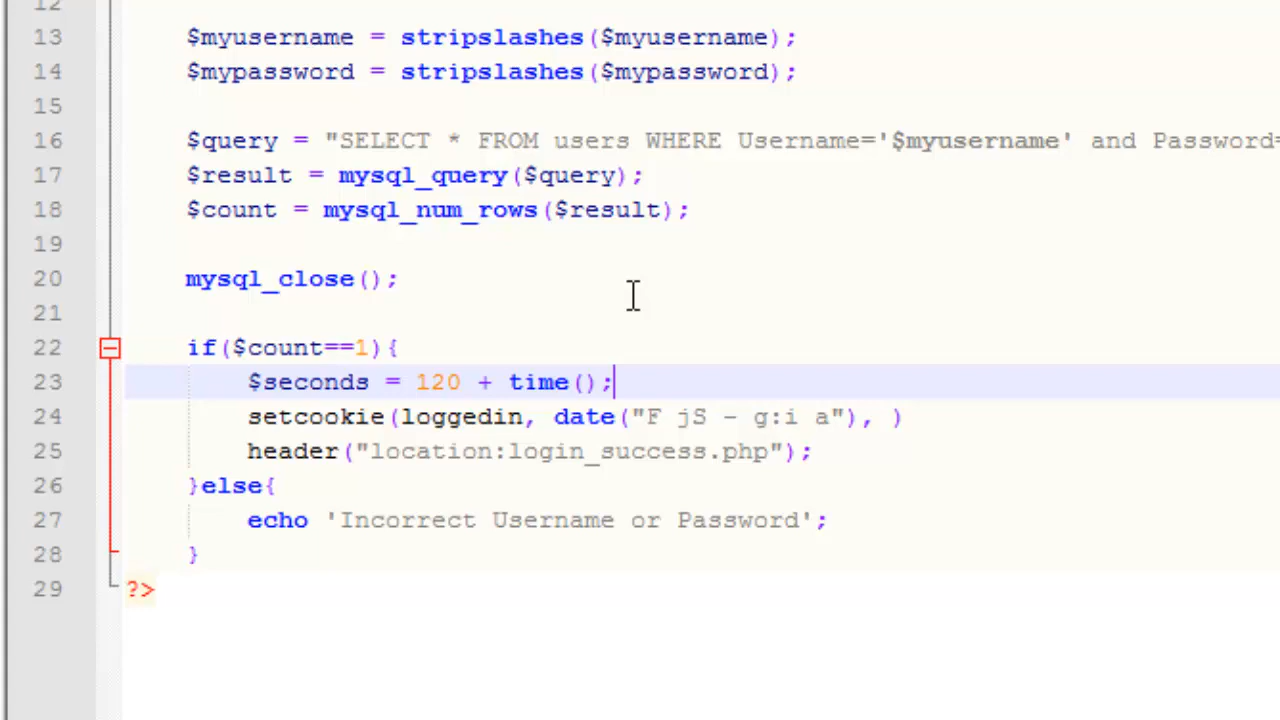 12
13 $myusername = stripslashes($myusername);
14 $mypassword = stripslashes($mypassword);
15
16 $query = "SELECT * FROM users WHERE Username='$myusername' and Password=
17 $result = mysql_query($query);
18 $count = mysql_num_rows($result);
19
20 mysql_close();
21
22 if($count==1){
23 $seconds = 120 + time();
24 setcookie(loggedin, date("F jS - g:i a"), )
25 header("location:login_success.php");
26 }else{
27 echo 'Incorrect Username or Password';
28 }
29 ?>